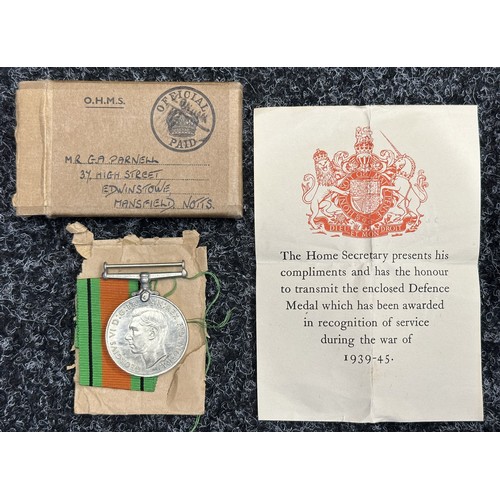 O.H.M.S.
OFFICIAL
PAID
MR G.A PARNELL
37 HIGH STREET
EDWINSTOWE
MANSFIELD. NOTTS.
DIEU ET MON DROIT
The Home Secretary presents his
compliments and has the honour
to transmit the enclosed Defence
Medal which has been awarded
in recognition of service
during the war of
1939-45.